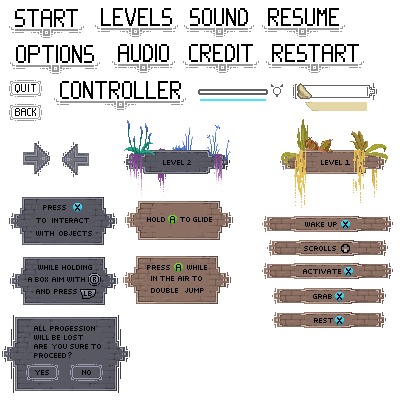 START LEVELS SOUND RESUME
OPTIONS AUDIO CREDIT RESTART
QUIT CONTROLLER
BACK
LEVEL 2
LEVEL 1
PRESS X
TO INTERACT
WITH OBJECTS
HOLD A TO GLIDE
WAKE UP X
SCROLLS
ACTIVATE X
GRAB X
REST X
WHILE HOLDING
A BOX AIM WITH R
AND PRESS LB
PRESS A WHILE
IN THE AIR TO
DOUBLE JUMP
ALL PROGESSION
WILL BE LOST
ARE YOU SURE TO
PROCEED?
YES NO